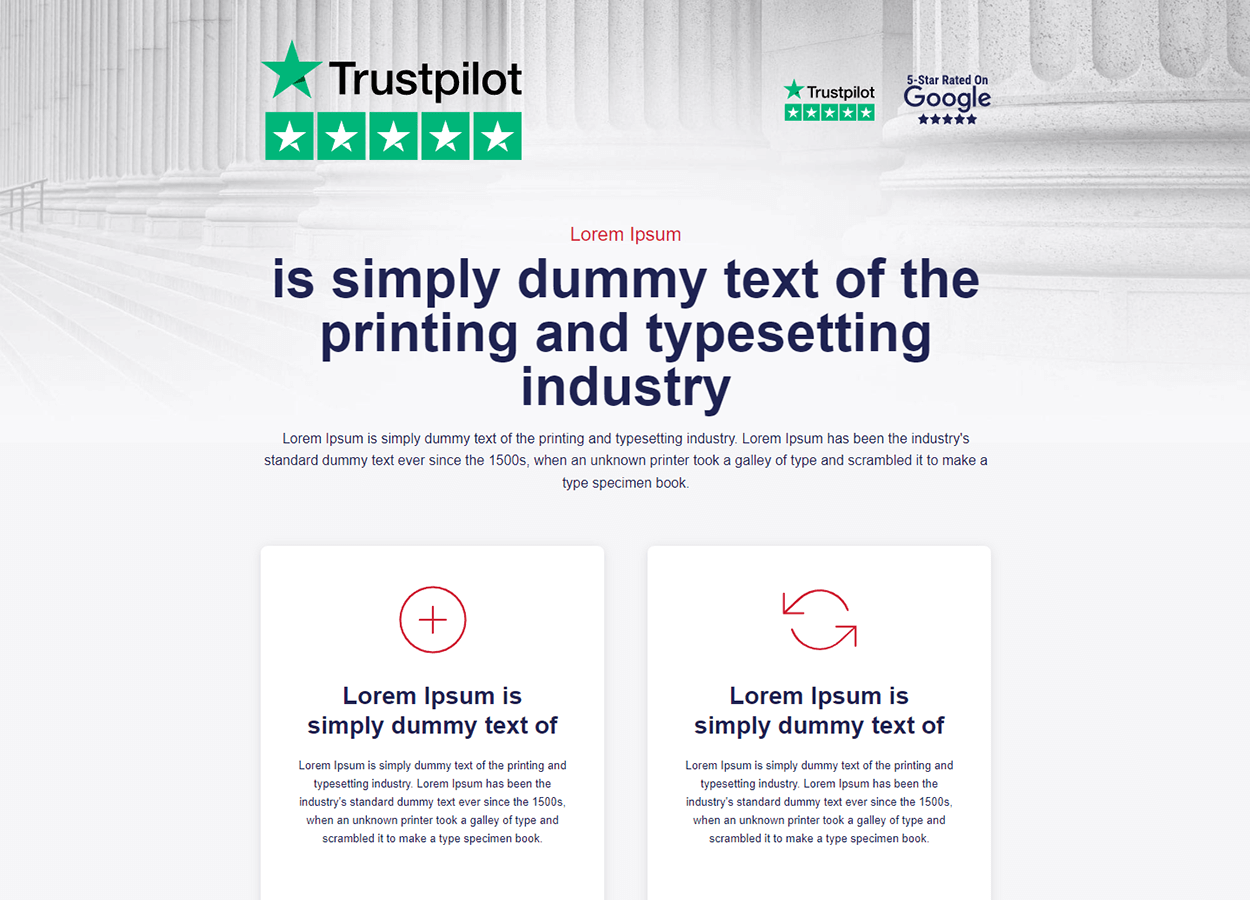 Trustpilot
Trustpilot
5-Star Rated On
Google
Lorem Ipsum
is simply dummy text of the
printing and typesetting
industry
Lorem Ipsum is simply dummy text of the printing and typesetting industry. Lorem Ipsum has been the industry's
standard dummy text ever since the 1500s, when an unknown printer took a galley of type and scrambled it to make a
type specimen book.
Lorem Ipsum is
simply dummy text of
Lorem Ipsum is simply dummy text of the printing and
typesetting industry. Lorem Ipsum has been the
industry's standard dummy text ever since the 1500s,
when an unknown printer took a galley of type and
scrambled it to make a type specimen book.
Lorem Ipsum is
simply dummy text of
Lorem Ipsum is simply dummy text of the printing and
typesetting industry. Lorem Ipsum has been the
industry's standard dummy text ever since the 1500s,
when an unknown printer took a galley of type and
scrambled it to make a type specimen book.